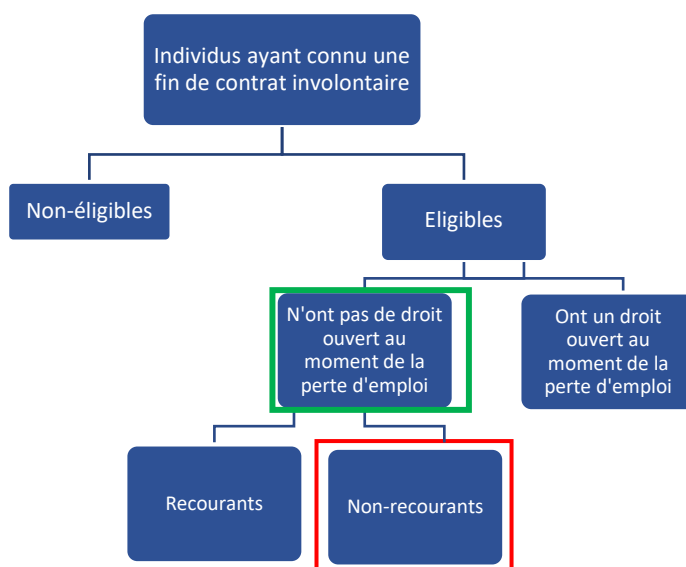 Individus ayant connu une
fin de contrat involontaire
Non-éligibles
Eligibles
N'ont pas de droit
ouvert au
moment de la
perte d'emploi
Ont un droit
ouvert au
moment de la
perte d'emploi
Recourants
Non-recourants